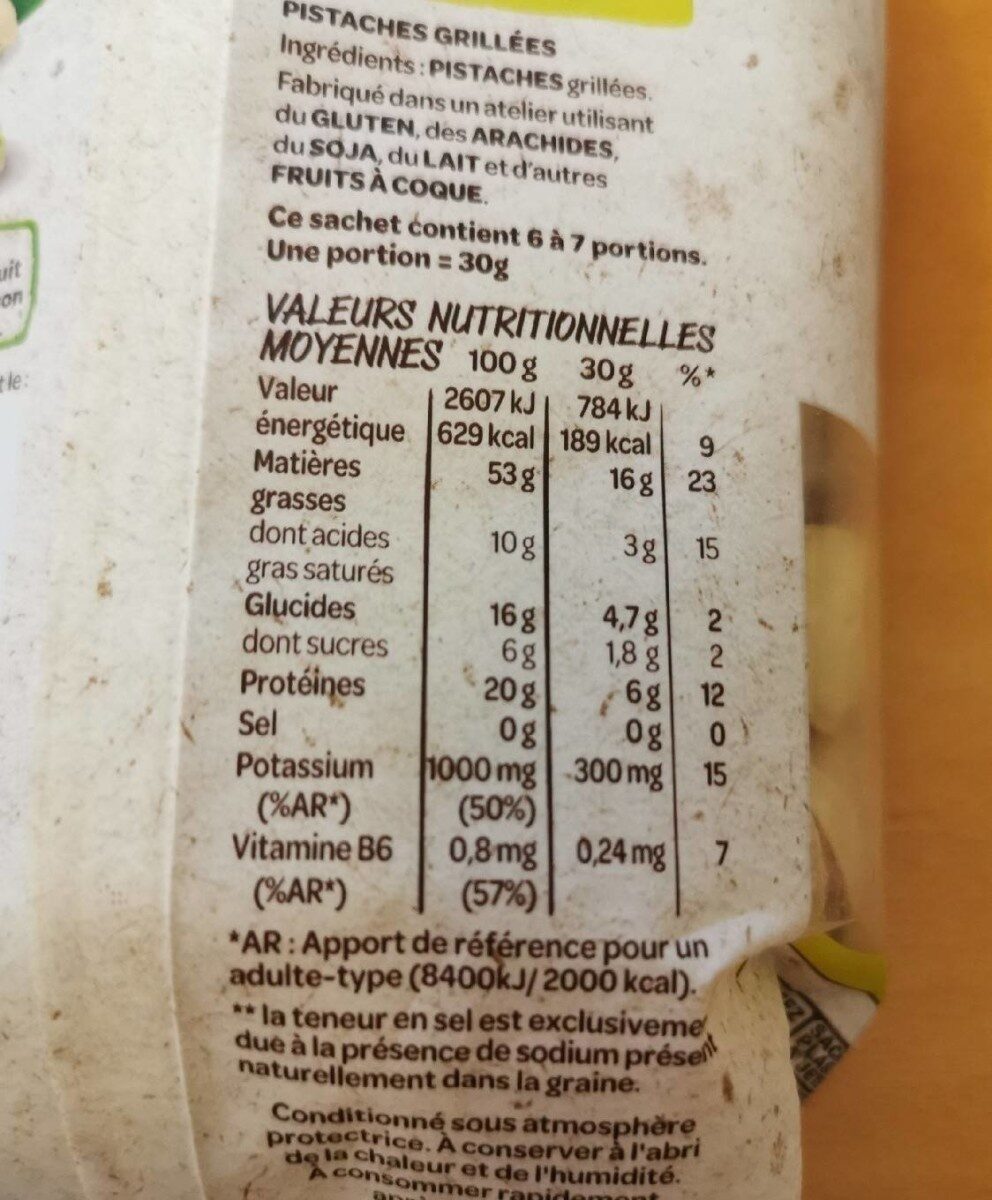 PISTACHES GRILLÉES
Ingrédients : PISTACHES grillées.
Fabriqué dans un atelier utilisant
du GLUTEN, des ARACHIDES,
du SOJA, du LAIT et d'autres
FRUITS À COQUE.
Ce sachet contient 6 à 7 portions.
Une portion = 30g
VALEURS NUTRITIONNELLES
MOYENNES 100 g 30 g %*
Valeur 2607 kJ 784 kJ
énergétique 629 kcal 189 kcal 9
Matières 53 g 16 g 23
grasses
dont acides 10 g 3 g 15
gras saturés
Glucides 16 g 4,7 g 2
dont sucres 6 g 1,8 g 2
Protéines 20 g 6 g 12
Sel 0 g 0 g 0
Potassium 1000 mg 300 mg 15
(%AR*) (50%)
Vitamine B6 0,8 mg 0,24 mg 7
(%AR*) (57%)
*AR : Apport de référence pour un
adulte-type (8400kJ/ 2000 kcal).
** la teneur en sel est exclusiveme
due à la présence de sodium présent
naturellement dans la graine.
Conditionné sous atmosphère
protectrice. À conserver à l'abri
de la chaleur et de l'humidité.
À consommer rapidement